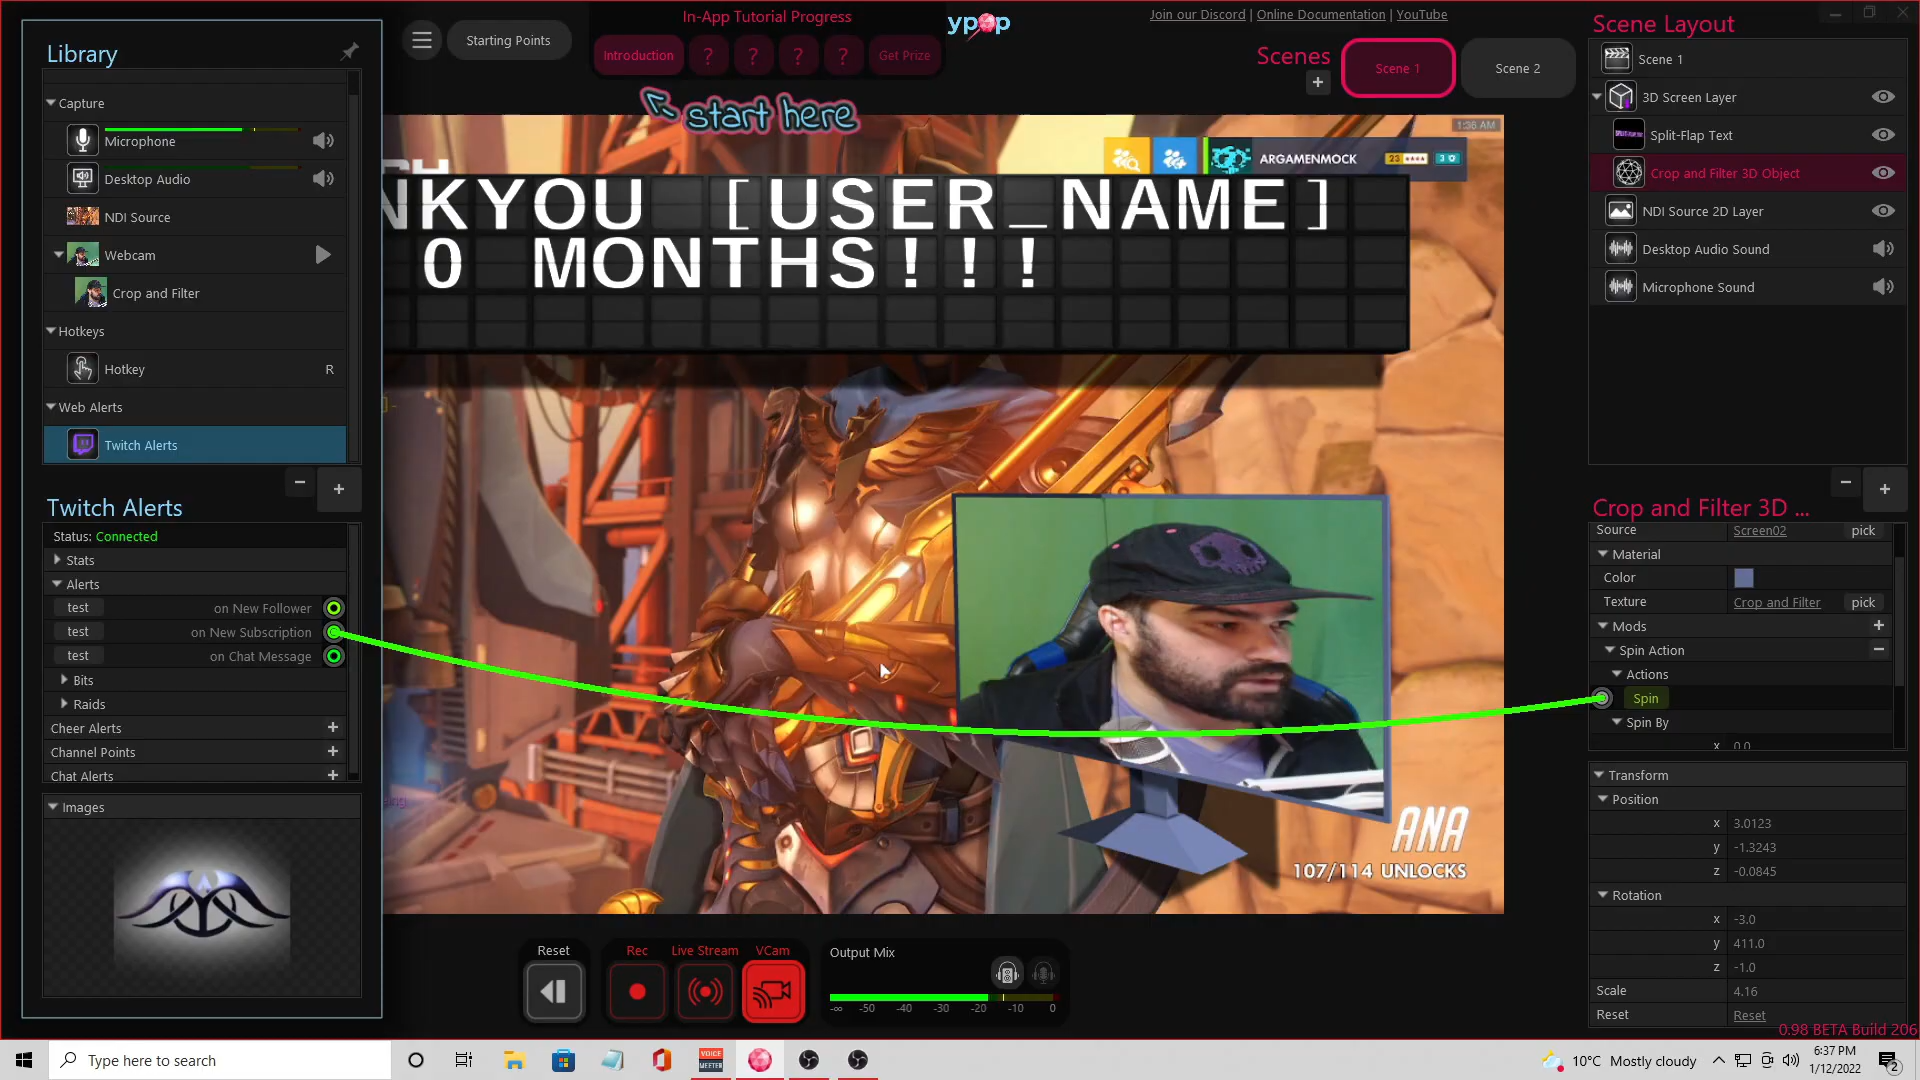 Library
Capture
Microphone
Desktop Audio
NDI Source
Webcam
Crop and Filter
Hotkeys
Hotkey R
Web Alerts
Twitch Alerts
Twitch Alerts
Status: Connected
Stats
Alerts
test on New Follower
test on New Subscription
test on Chat Message
Bits
Raids
Cheer Alerts +
Channel Points +
Chat Alerts +
Images
Starting Points
In-App Tutorial Progress
Introduction ? ? ? ? Get Prize
start here
ypop
Join our Discord | Online Documentation | YouTube
Scenes
+
Scene 1
Scene 2
1:36 AM
ARGAMENMOCK 23
NKYOU [USER_NAME]
0 MONTHS!!!
ANA
107/114 UNLOCKS
Reset
Rec Live Stream VCam
Output Mix
-∞ -50 -40 -30 -20 -10 0
Scene Layout
Scene 1
3D Screen Layer
Split-Flap Text
Crop and Filter 3D Object
NDI Source 2D Layer
Desktop Audio Sound
Microphone Sound
Crop and Filter 3D ...
Source Screen02 pick
Material
Color
Texture Crop and Filter pick
Mods +
Spin Action
Actions
Spin
Spin By
x 0.0
Transform
Position
x 3.0123
y -1.3243
z -0.0845
Rotation
x -3.0
y 411.0
z -1.0
Scale 4.16
Reset Reset
0.98 BETA Build 206
Type here to search
VOICE
MEETER
10°C Mostly cloudy
6:37 PM
1/12/2022
2